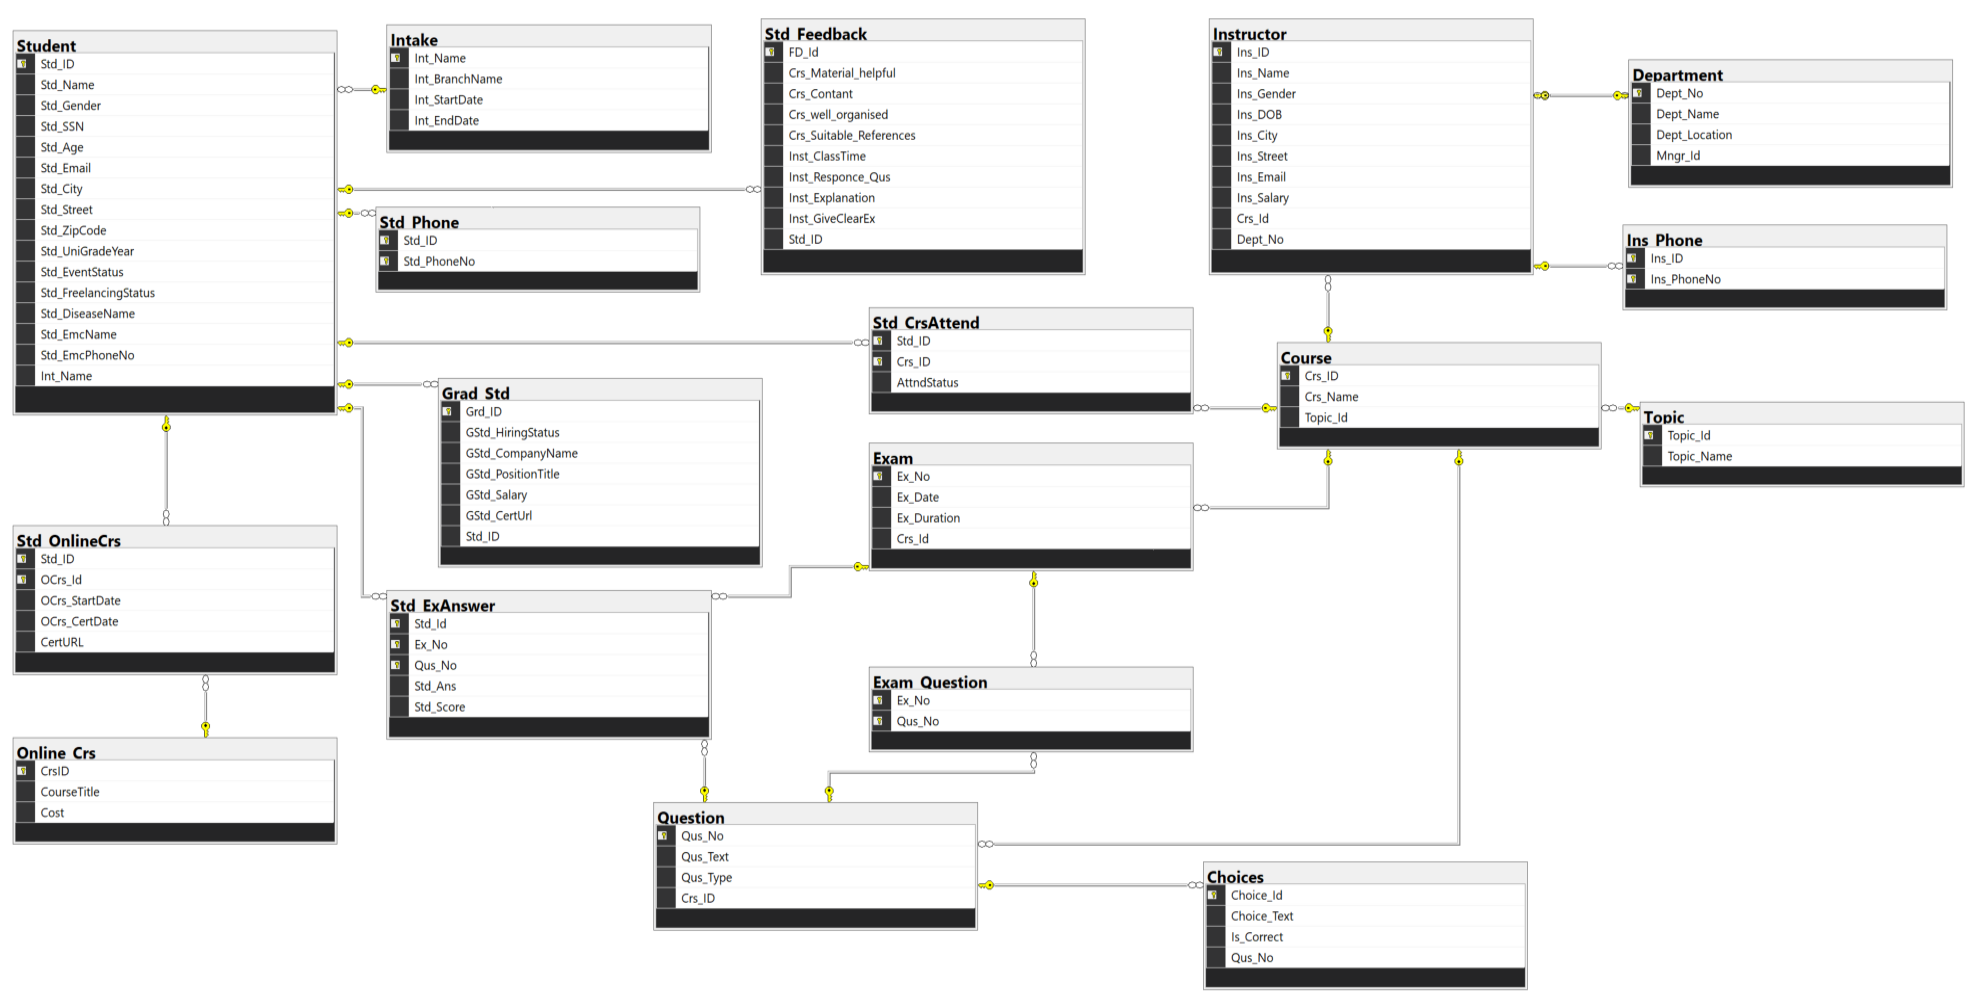 Student
Std_ID
Std_Name
Std_Gender
Std_SSN
Std_Age
Std_Email
Std_City
Std_Street
Std_ZipCode
Std_UniGradeYear
Std_EventStatus
Std_FreelancingStatus
Std_DiseaseName
Std_EmcName
Std_EmcPhoneNo
Int_Name
Intake
Int_Name
Int_BranchName
Int_StartDate
Int_EndDate
Std_Feedback
FD_Id
Crs_Material_helpful
Crs_Contant
Crs_well_organised
Crs_Suitable_References
Inst_ClassTime
Inst_Responce_Qus
Inst_Explanation
Inst_GiveClearEx
Std_ID
Instructor
Ins_ID
Ins_Name
Ins_Gender
Ins_DOB
Ins_City
Ins_Street
Ins_Email
Ins_Salary
Crs_Id
Dept_No
Department
Dept_No
Dept_Name
Dept_Location
Mngr_Id
Std_Phone
Std_ID
Std_PhoneNo
Ins_Phone
Ins_ID
Ins_PhoneNo
Std_CrsAttend
Std_ID
Crs_ID
AttndStatus
Course
Crs_ID
Crs_Name
Topic_Id
Grad_Std
Grd_ID
GStd_HiringStatus
GStd_CompanyName
GStd_PositionTitle
GStd_Salary
GStd_CertUrl
Std_ID
Topic
Topic_Id
Topic_Name
Exam
Ex_No
Ex_Date
Ex_Duration
Crs_Id
Std_OnlineCrs
Std_ID
OCrs_Id
OCrs_StartDate
OCrs_CertDate
CertURL
Std_ExAnswer
Std_Id
Ex_No
Qus_No
Std_Ans
Std_Score
Exam_Question
Ex_No
Qus_No
Online_Crs
CrsID
CourseTitle
Cost
Question
Qus_No
Qus_Text
Qus_Type
Crs_ID
Choices
Choice_Id
Choice_Text
Is_Correct
Qus_No